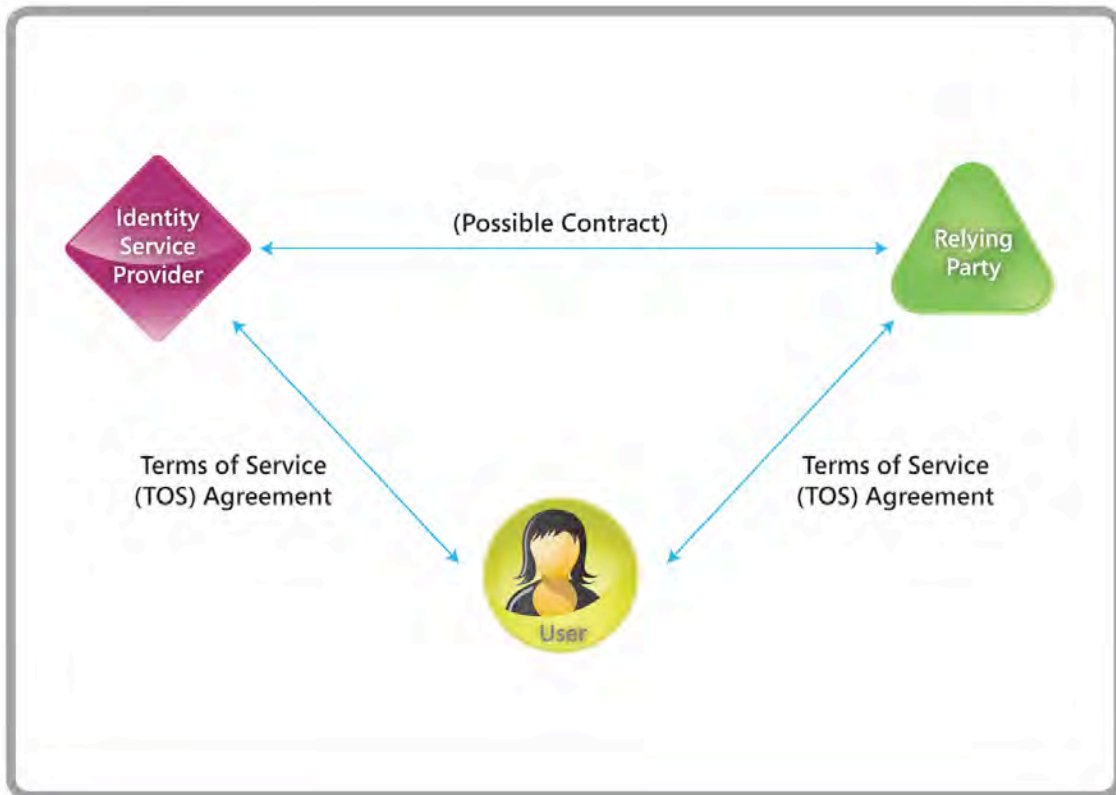 Identity
Service
Provider
(Possible Contract)
Relying
Party
Terms of Service
(TOS) Agreement
Terms of Service
(TOS) Agreement
User